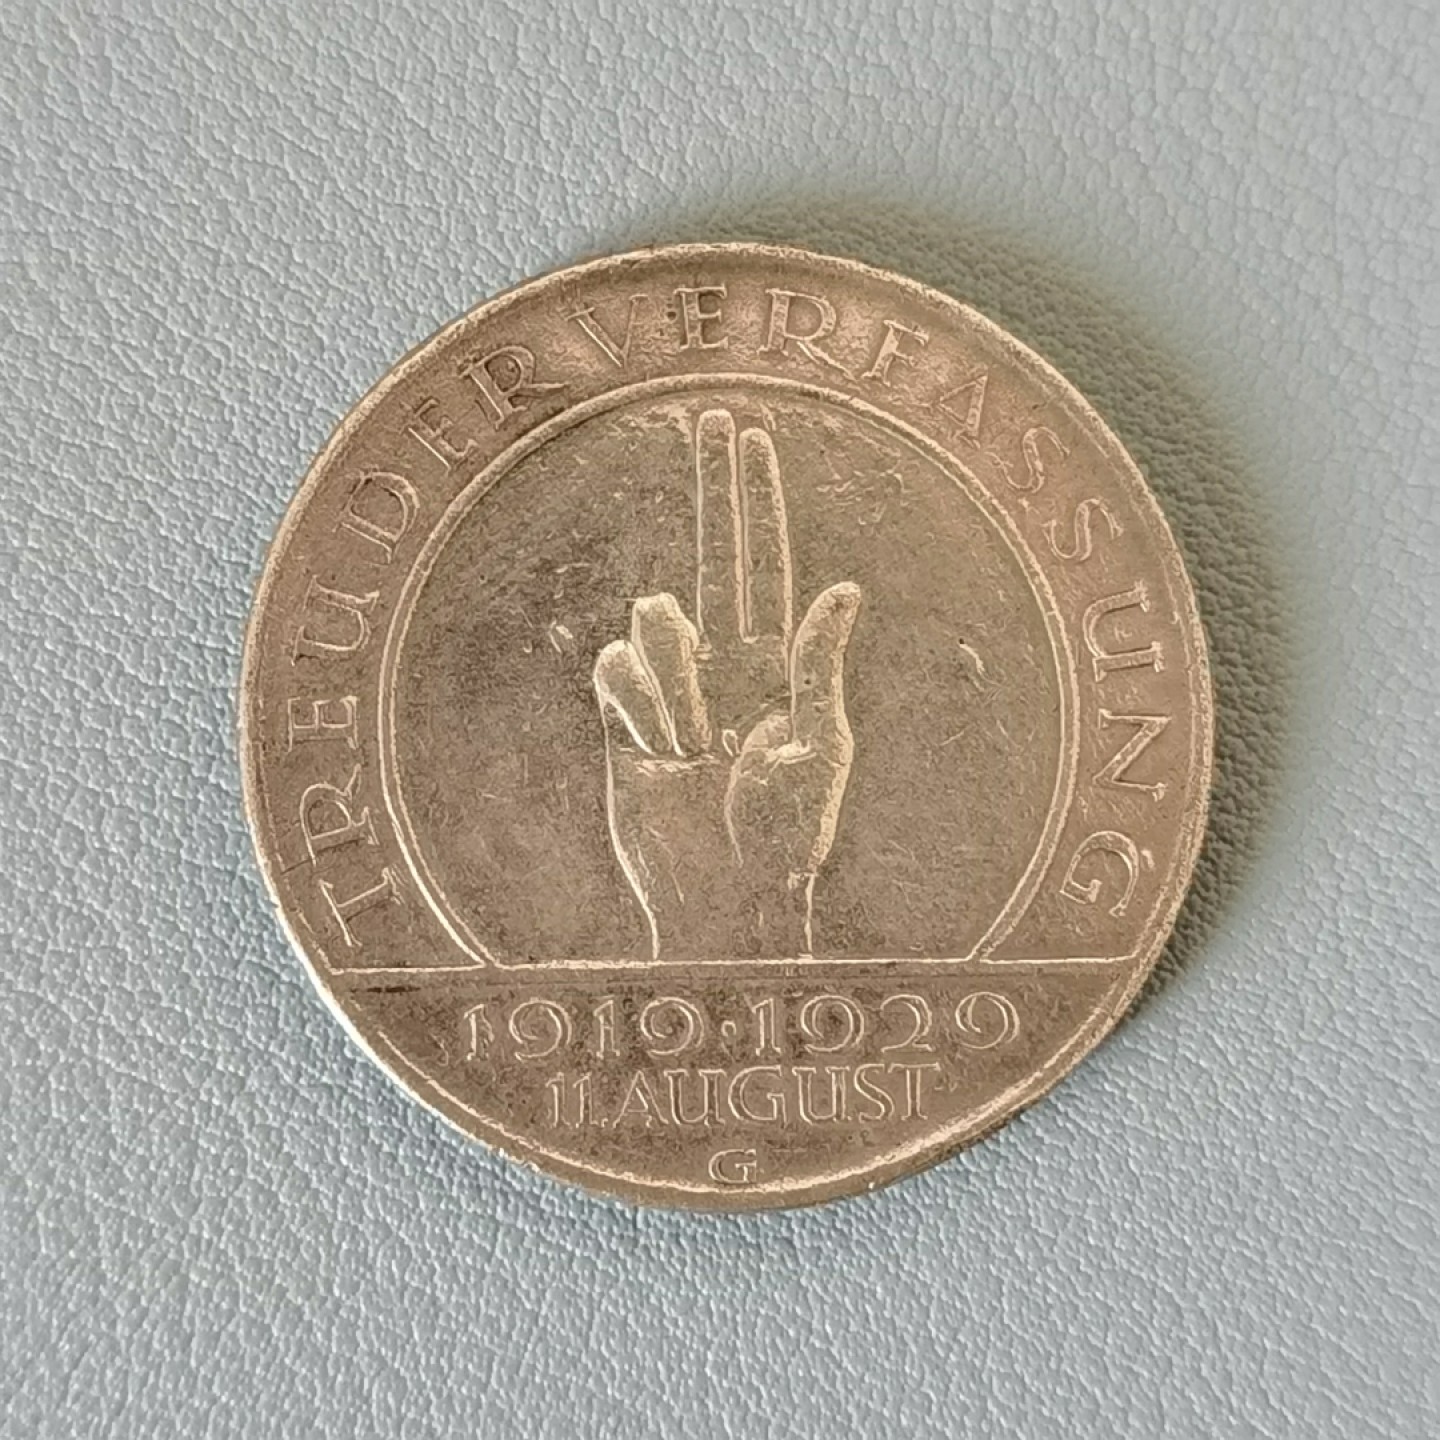 TREU DER VERFASSUNG
1919·1929
11. AUGUST
G